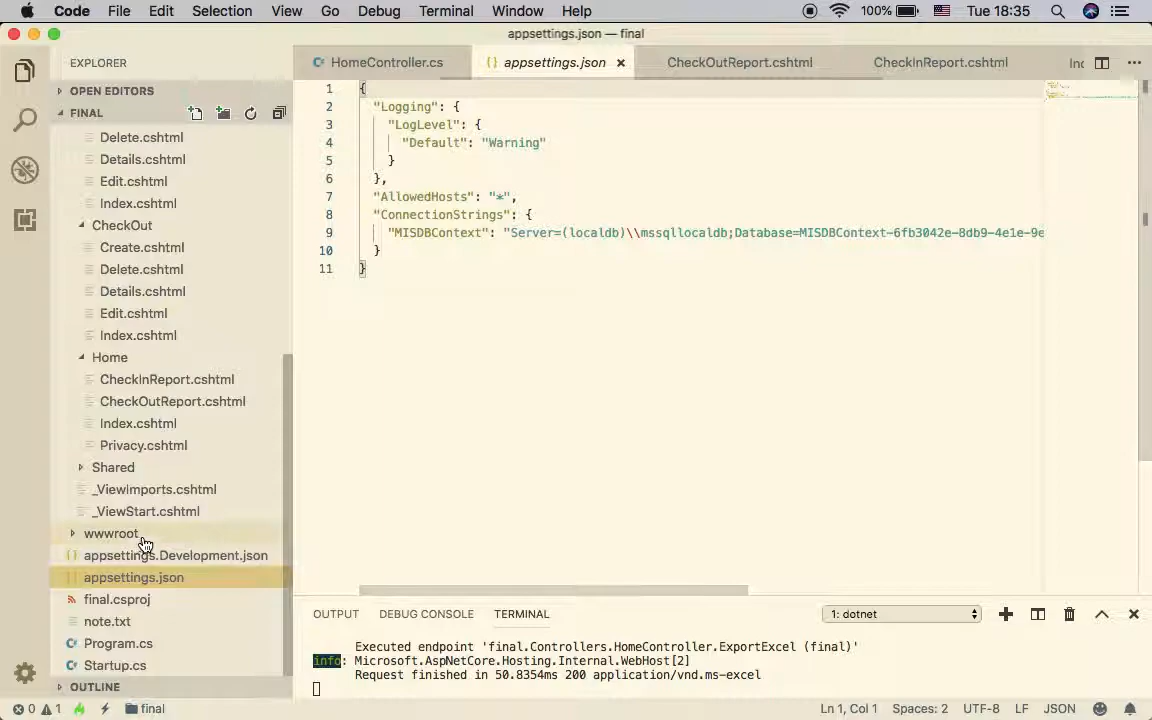 Code File Edit Selection View Go Debug Terminal Window Help 100% Tue 18:35
appsettings.json — final
EXPLORER
HomeController.cs
appsettings.json
CheckOutReport.cshtml
CheckInReport.cshtml
Inc
OPEN EDITORS
FINAL
Delete.cshtml
Details.cshtml
Edit.cshtml
Index.cshtml
CheckOut
Create.cshtml
Delete.cshtml
Details.cshtml
Edit.cshtml
Index.cshtml
Home
CheckInReport.cshtml
CheckOutReport.cshtml
Index.cshtml
Privacy.cshtml
Shared
_ViewImports.cshtml
_ViewStart.cshtml
wwwroot
appsettings.Development.json
appsettings.json
final.csproj
note.txt
Program.cs
Startup.cs
OUTLINE
1 {
2 "Logging": {
3 "LogLevel": {
4 "Default": "Warning"
5 }
6 },
7 "AllowedHosts": "*",
8 "ConnectionStrings": {
9 "MISDBContext": "Server=(localdb)\\mssqllocaldb;Database=MISDBContext-6fb3042e-8db9-4e1e-9e
10 }
11 }
OUTPUT DEBUG CONSOLE TERMINAL 1: dotnet
Executed endpoint 'final.Controllers.HomeController.ExportExcel (final)'
info: Microsoft.AspNetCore.Hosting.Internal.WebHost[2]
Request finished in 50.8354ms 200 application/vnd.ms-excel
0 1 final Ln 1, Col 1 Spaces: 2 UTF-8 LF JSON